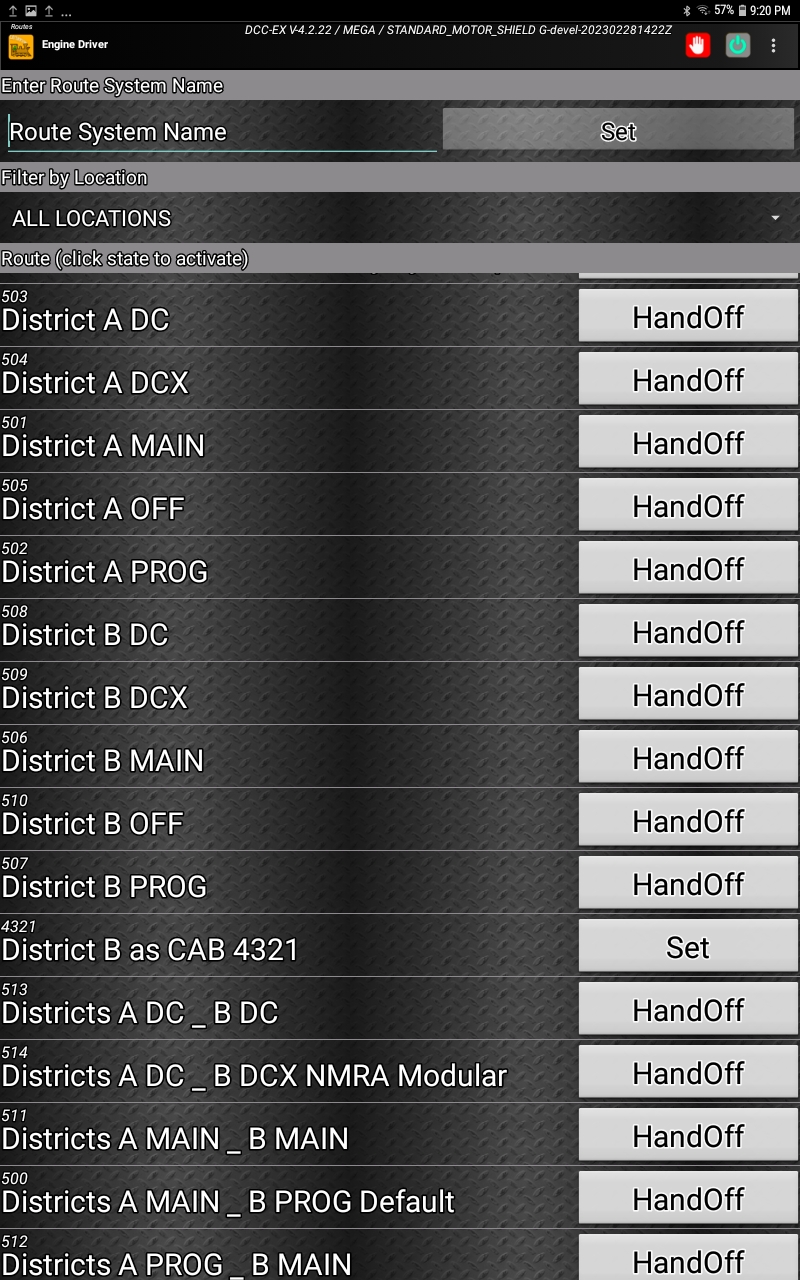 57% 9:20 PM
Routes
Engine Driver
DCC-EX V-4.2.22 / MEGA / STANDARD_MOTOR_SHIELD G-devel-202302281422Z
Enter Route System Name
Route System Name
Set
Filter by Location
ALL LOCATIONS
Route (click state to activate)
503
District A DC
HandOff
504
District A DCX
HandOff
501
District A MAIN
HandOff
505
District A OFF
HandOff
502
District A PROG
HandOff
508
District B DC
HandOff
509
District B DCX
HandOff
506
District B MAIN
HandOff
510
District B OFF
HandOff
507
District B PROG
HandOff
4321
District B as CAB 4321
Set
513
Districts A DC _ B DC
HandOff
514
Districts A DC _ B DCX NMRA Modular
HandOff
511
Districts A MAIN _ B MAIN
HandOff
500
Districts A MAIN _ B PROG Default
HandOff
512
Districts A PROG _ B MAIN
HandOff